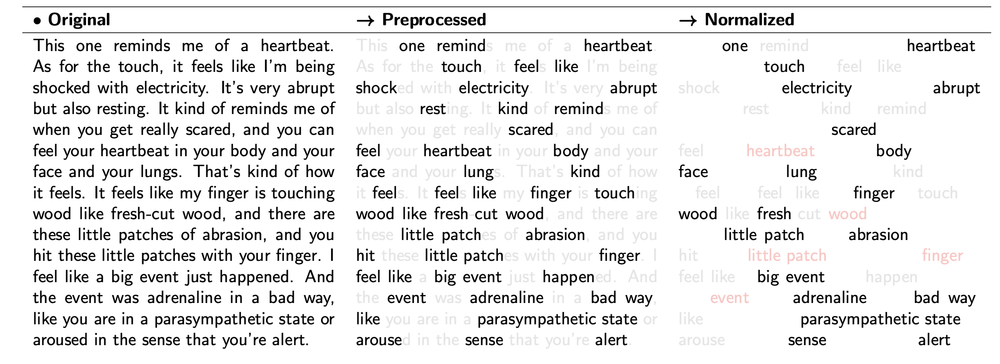 • Original → Preprocessed → Normalized
This one reminds me of a heartbeat. This one reminds me of a heartbeat. one remind heartbeat
As for the touch, it feels like I'm being As for the touch, it feels like I'm being touch feel like
shocked with electricity. It's very abrupt shocked with electricity. It's very abrupt shock electricity abrupt
but also resting. It kind of reminds me of but also resting. It kind of reminds me of rest kind remind
when you get really scared, and you can when you get really scared, and you can scared
feel your heartbeat in your body and your feel your heartbeat in your body and your feel heartbeat body
face and your lungs. That's kind of how face and your lungs. That's kind of how face lung kind
it feels. It feels like my finger is touching it feels. It feels like my finger is touching feel feel like finger touch
wood like fresh-cut wood, and there are wood like fresh-cut wood, and there are wood like fresh cut wood
these little patches of abrasion, and you these little patches of abrasion, and you little patch abrasion
hit these little patches with your finger. I hit these little patches with your finger. I hit little patch finger
feel like a big event just happened. And feel like a big event just happened. And feel like big event happen
the event was adrenaline in a bad way, the event was adrenaline in a bad way, event adrenaline bad way
like you are in a parasympathetic state or like you are in a parasympathetic state or like parasympathetic state
aroused in the sense that you're alert. aroused in the sense that you're alert. arouse sense alert